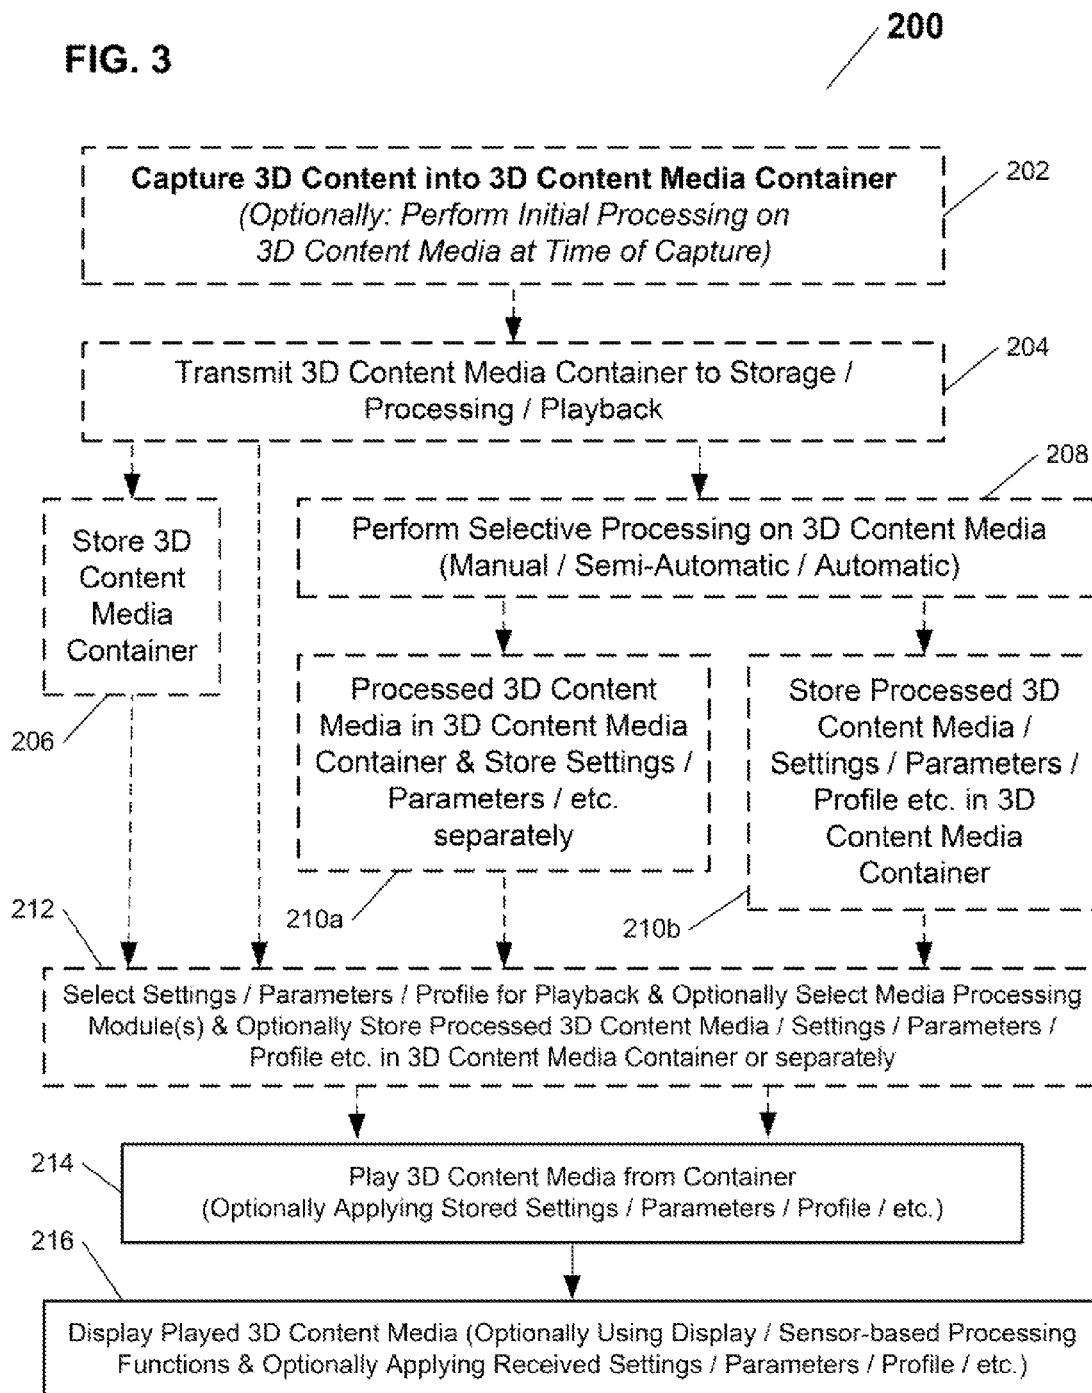 FIG. 3
200
Capture 3D Content into 3D Content Media Container
(Optionally: Perform Initial Processing on
3D Content Media at Time of Capture)
202
Transmit 3D Content Media Container to Storage /
Processing / Playback
204
208
Store 3D
Content
Media
Container
206
Perform Selective Processing on 3D Content Media
(Manual / Semi-Automatic / Automatic)
Processed 3D Content
Media in 3D Content Media
Container & Store Settings /
Parameters / etc.
separately
210a
Store Processed 3D
Content Media /
Settings / Parameters /
Profile etc. in 3D
Content Media
Container
210b
212
Select Settings / Parameters / Profile for Playback & Optionally Select Media Processing
Module(s) & Optionally Store Processed 3D Content Media / Settings / Parameters /
Profile etc. in 3D Content Media Container or separately
214
Play 3D Content Media from Container
(Optionally Applying Stored Settings / Parameters / Profile / etc.)
216
Display Played 3D Content Media (Optionally Using Display / Sensor-based Processing
Functions & Optionally Applying Received Settings / Parameters / Profile / etc.)